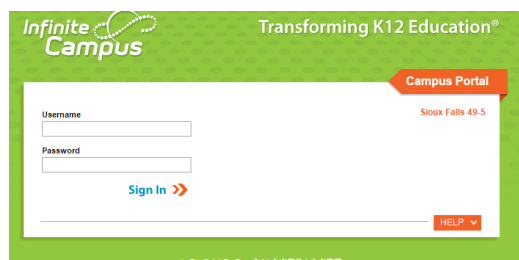 Infinite Campus
Transforming K12 Education®
Campus Portal
Sioux Falls 49-5
Username
Password
Sign In
HELP